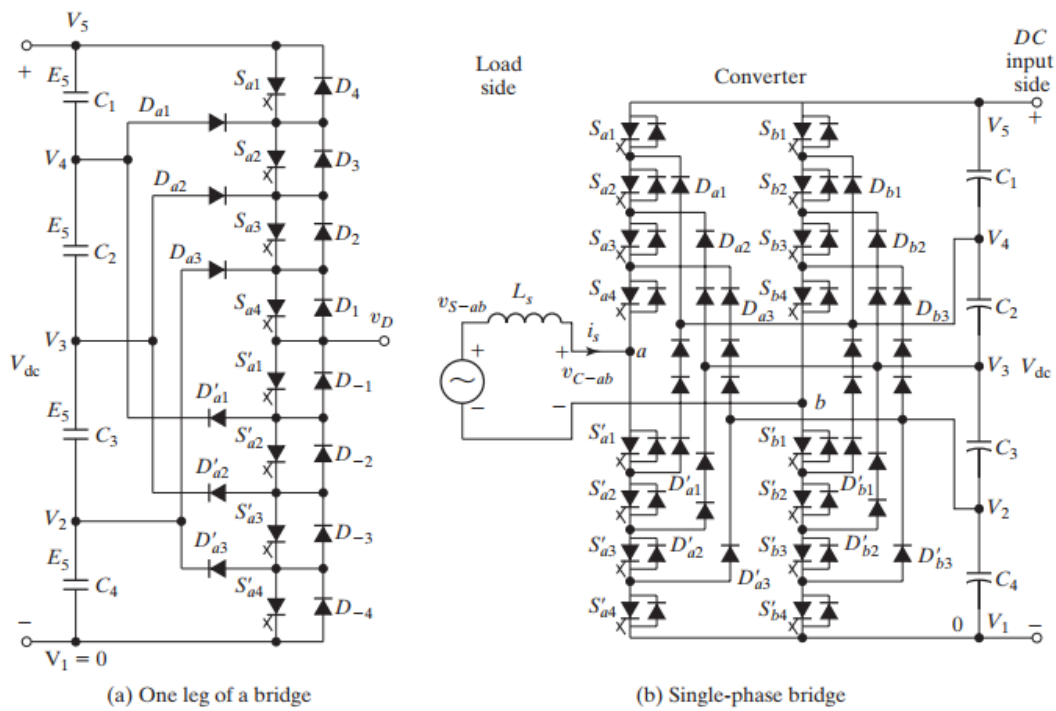 V5
+
E5
C1
Da1
Sa1
D4
V4
Sa2
D3
Da2
E5
C2
Sa3
D2
Da3
Sa4
D1
vD
V3
Vdc
S′a1
D−1
D′a1
E5
C3
S′a2
D−2
D′a2
V2
S′a3
D−3
D′a3
E5
C4
S′a4
D−4
−
V1 = 0
(a) One leg of a bridge
Load side
Converter
DC input side
Sa1
Sb1
V5
+
Sa2
Da1
Sb2
Db1
C1
Sa3
Da2
Sb3
Db2
V4
Sa4
Da3
Sb4
Db3
C2
vS−ab
Ls
is
+
+
a
vC−ab
V3
Vdc
−
−
b
S′a1
S′b1
C3
S′a2
D′a1
S′b2
D′b1
V2
S′a3
D′a2
S′b3
D′b2
D′a3
D′b3
C4
S′a4
S′b4
0
V1
−
(b) Single-phase bridge